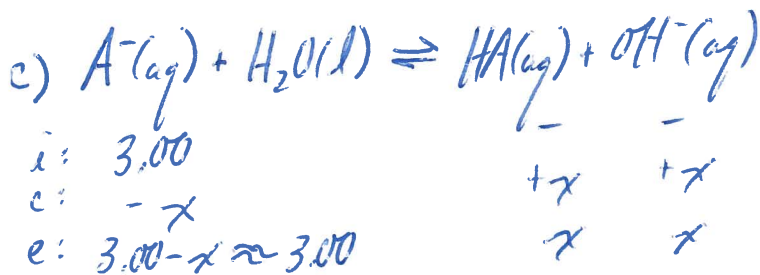 c) A⁻(aq) + H₂O(l) ⇌ HA(aq) + OH⁻(aq)
i: 3.00 - -
c: - x +x +x
e: 3.00-x ≈ 3.00 x x